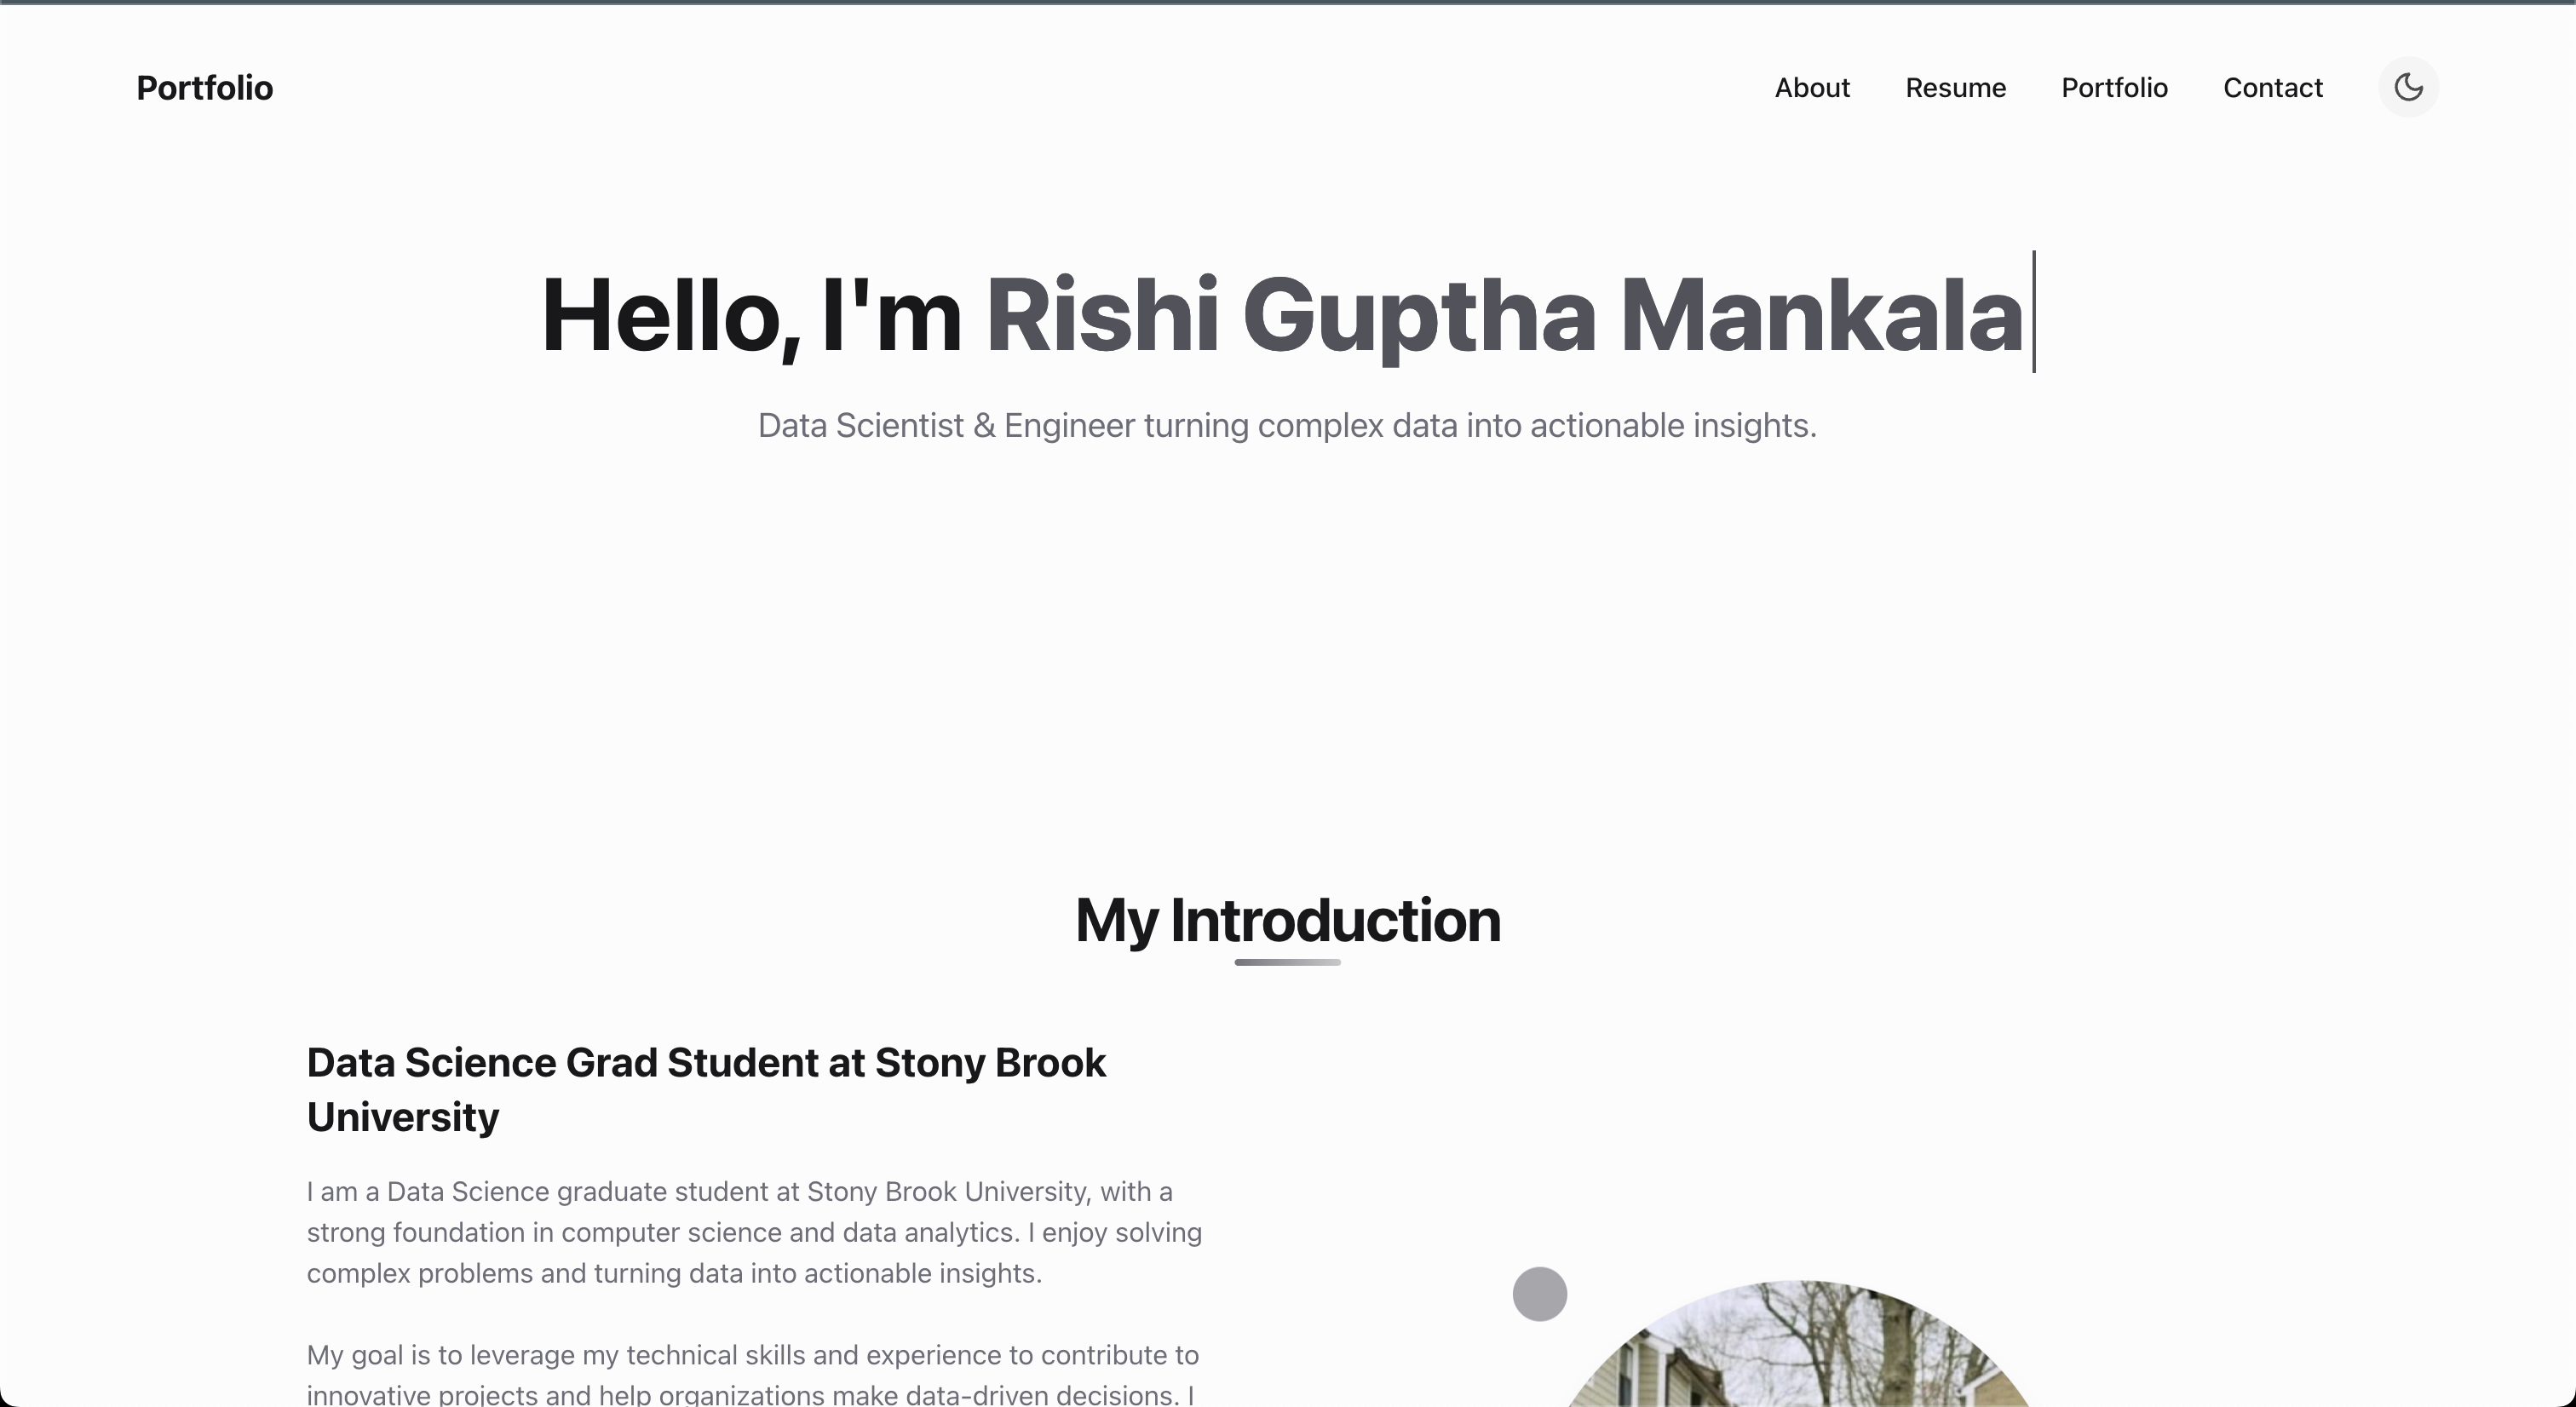 Portfolio
About Resume Portfolio Contact
Hello, I'm Rishi Guptha Mankala
Data Scientist & Engineer turning complex data into actionable insights.
My Introduction
Data Science Grad Student at Stony Brook
University
I am a Data Science graduate student at Stony Brook University, with a
strong foundation in computer science and data analytics. I enjoy solving
complex problems and turning data into actionable insights.
My goal is to leverage my technical skills and experience to contribute to
innovative projects and help organizations make data-driven decisions. I